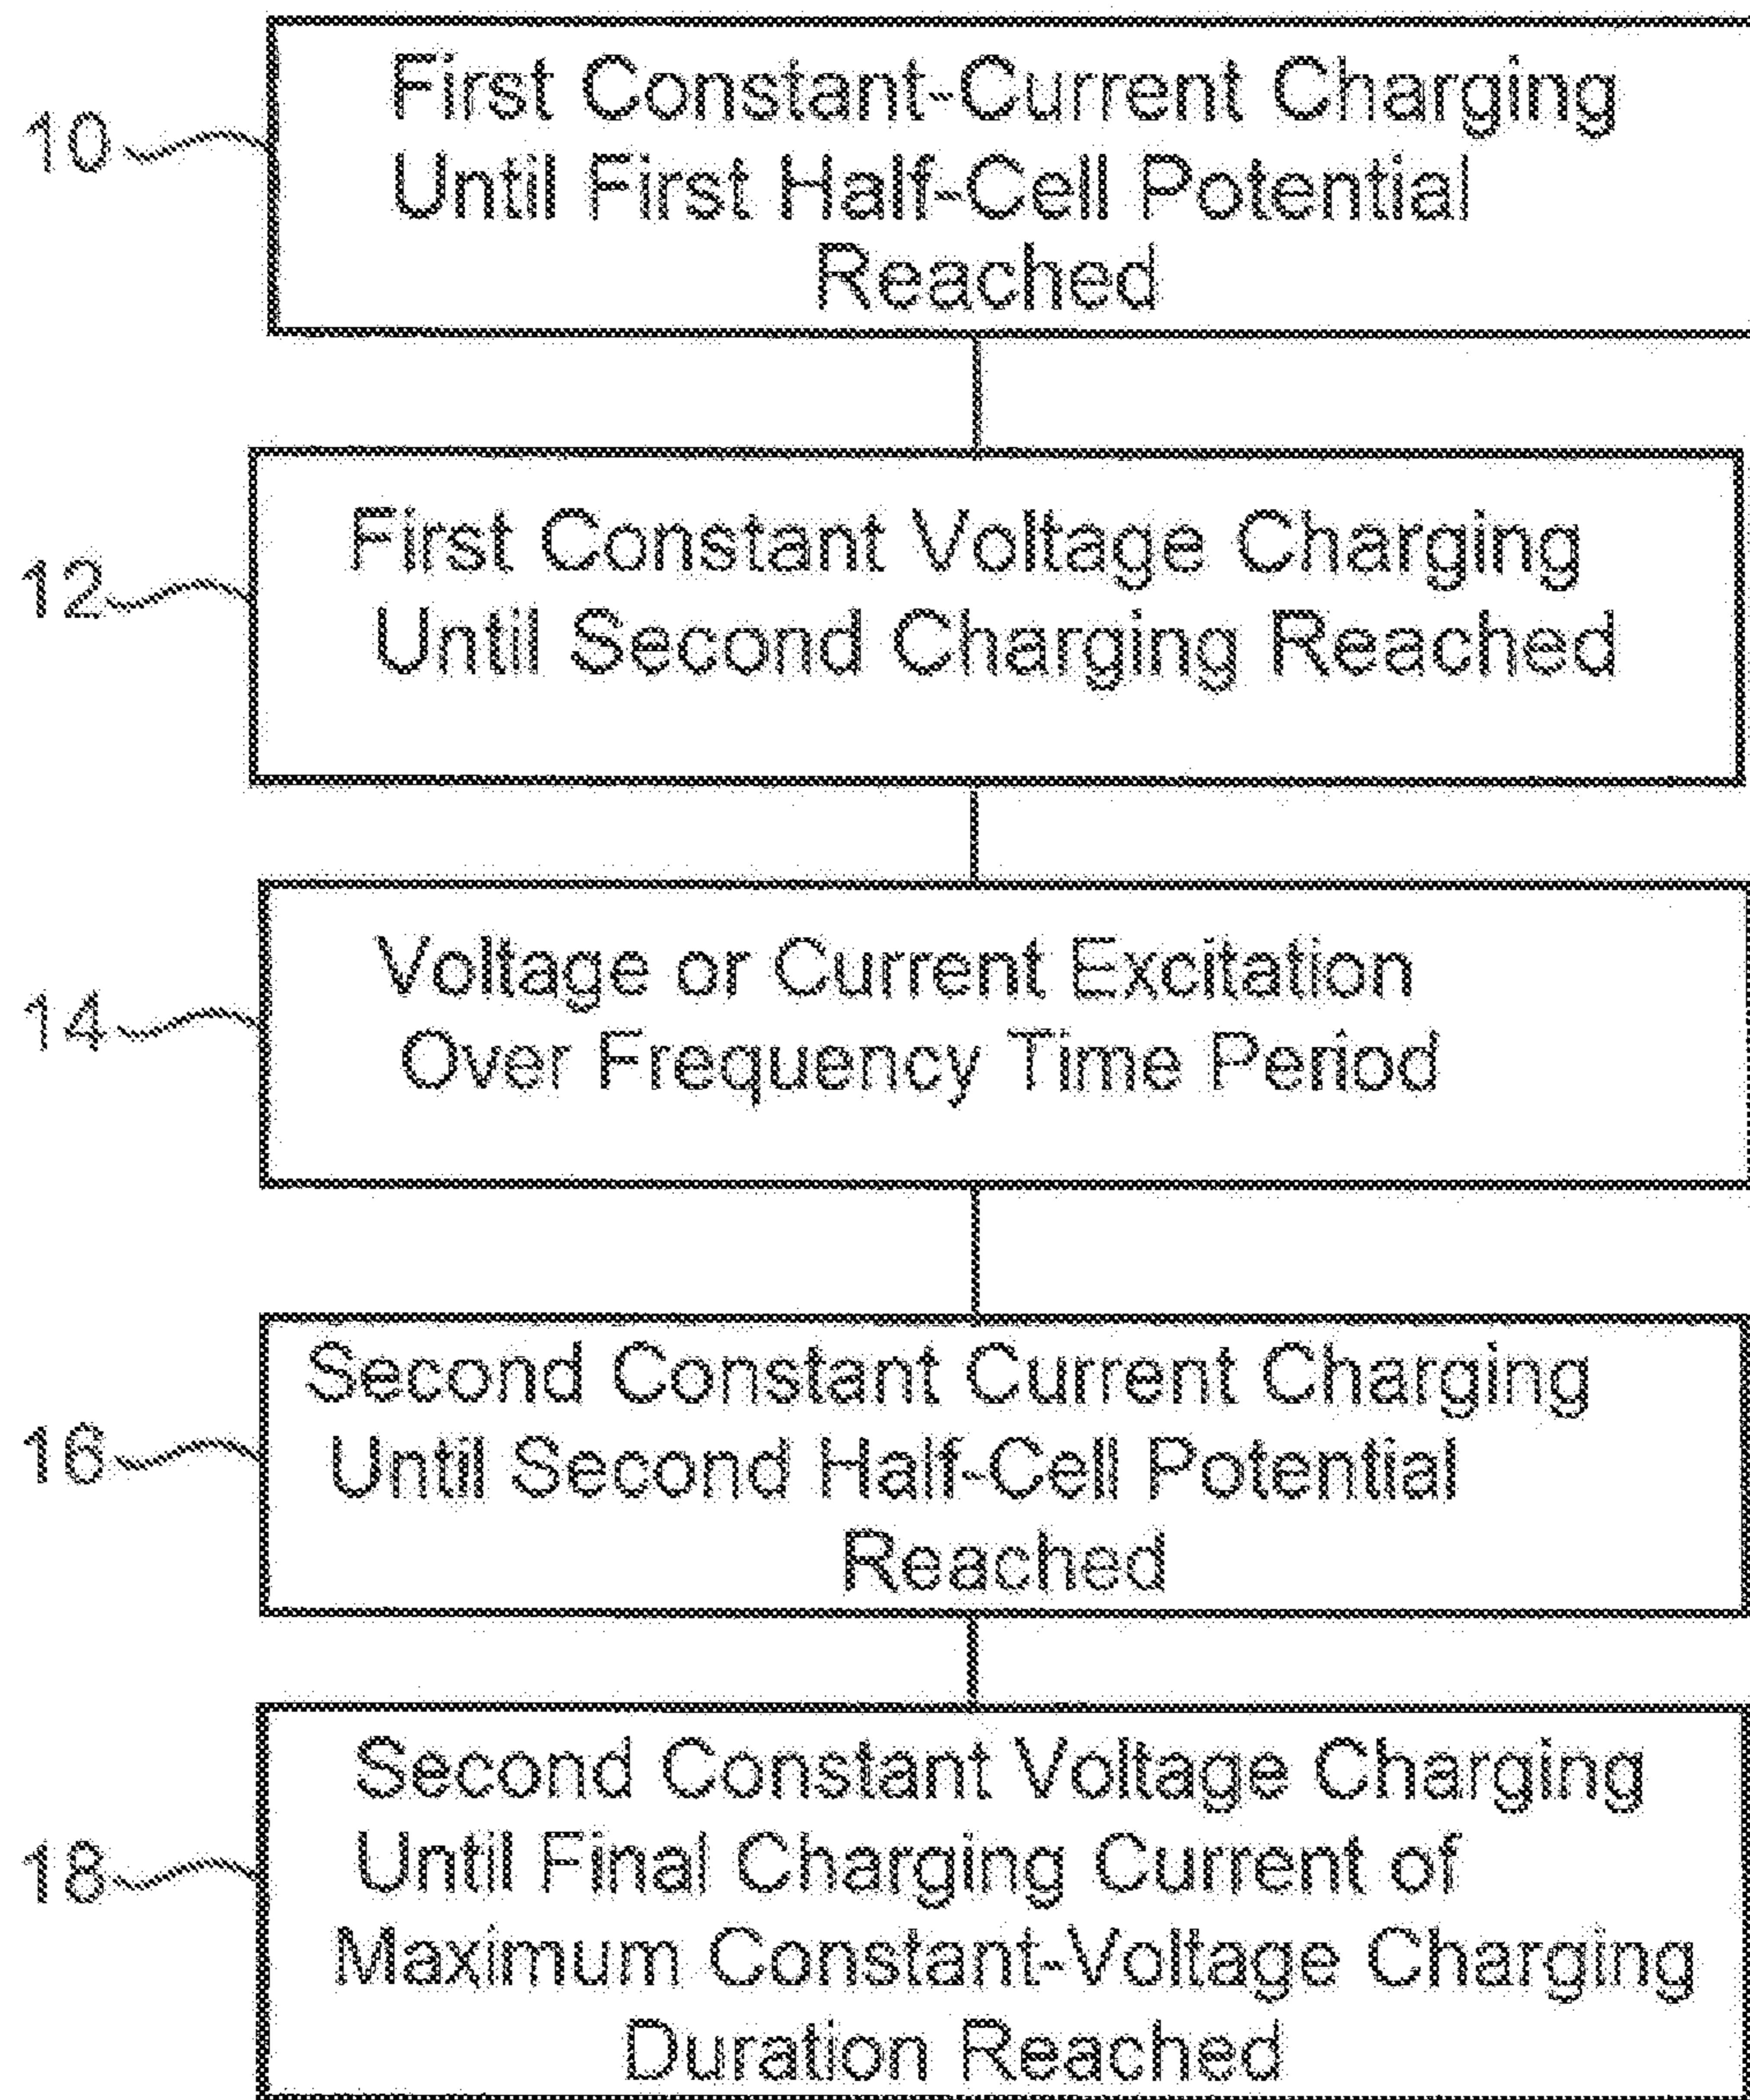 10
First Constant-Current Charging
Until First Half-Cell Potential
Reached
12
First Constant Voltage Charging
Until Second Charging Reached
14
Voltage or Current Excitation
Over Frequency Time Period
16
Second Constant Current Charging
Until Second Half-Cell Potential
Reached
18
Second Constant Voltage Charging
Until Final Charging Current of
Maximum Constant-Voltage Charging
Duration Reached